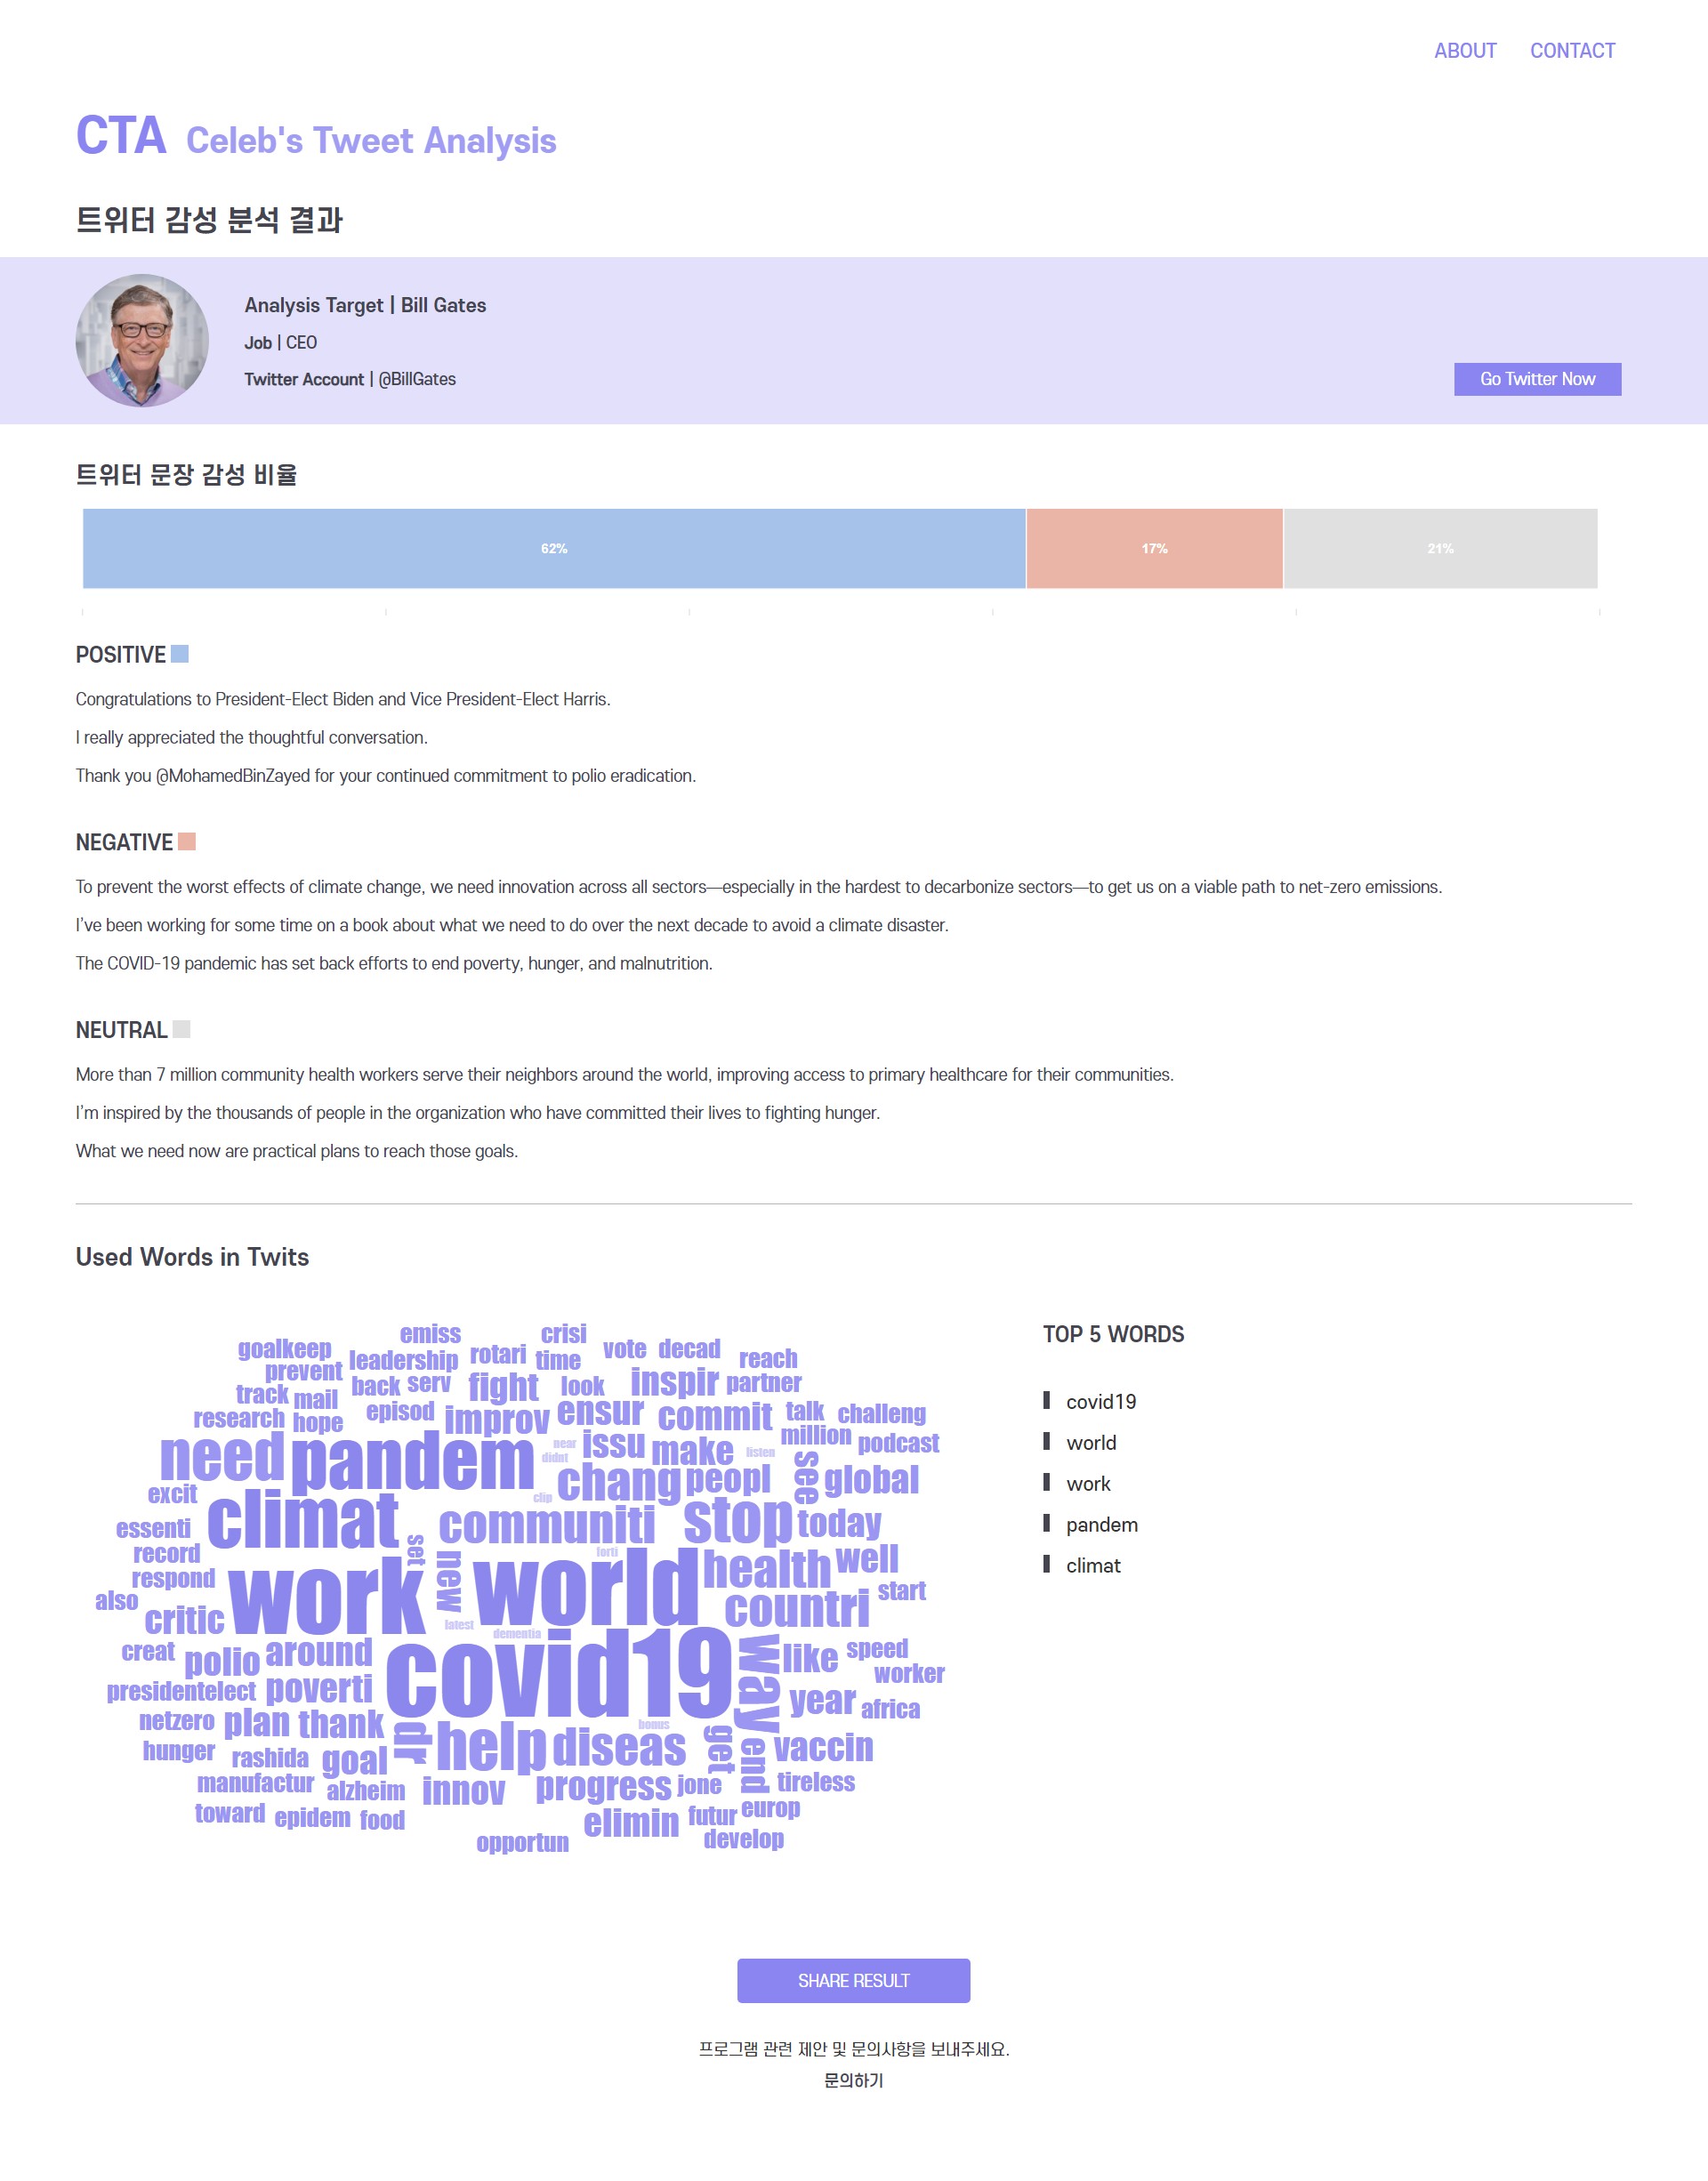 ABOUT CONTACT
CTA Celeb's Tweet Analysis
트위터 감성 분석 결과
Analysis Target | Bill Gates
Job | CEO
Twitter Account | @BillGates
Go Twitter Now
트위터 문장 감성 비율
62% 17% 21%
POSITIVE
Congratulations to President-Elect Biden and Vice President-Elect Harris.
I really appreciated the thoughtful conversation.
Thank you @MohamedBinZayed for your continued commitment to polio eradication.
NEGATIVE
To prevent the worst effects of climate change, we need innovation across all sectors—especially in the hardest to decarbonize sectors—to get us on a viable path to net-zero emissions.
I’ve been working for some time on a book about what we need to do over the next decade to avoid a climate disaster.
The COVID-19 pandemic has set back efforts to end poverty, hunger, and malnutrition.
NEUTRAL
More than 7 million community health workers serve their neighbors around the world, improving access to primary healthcare for their communities.
I’m inspired by the thousands of people in the organization who have committed their lives to fighting hunger.
What we need now are practical plans to reach those goals.
Used Words in Twits
emiss crisi
goalkeep leadership rotari time vote decad reach
prevent back serv fight look inspir partner
track mail
research hope episod improv ensur commit talk challeng
need pandem near issu make listen million podcast
didnt
excit climat clip chang peopl see global
essenti communiti stop today
record set forti
respond work new world health well
also critic latest countri start
dementia
creat polio around covid19 way like speed
presidentelect poverti worker
year africa
netzero plan thank dr bonus
hunger rashida goal help diseas get end vaccin
manufactur alzheim innov progress jone tireless
toward epidem food elimin futur europ
opportun develop
TOP 5 WORDS
covid19
world
work
pandem
climat
SHARE RESULT
프로그램 관련 제안 및 문의사항을 보내주세요.
문의하기